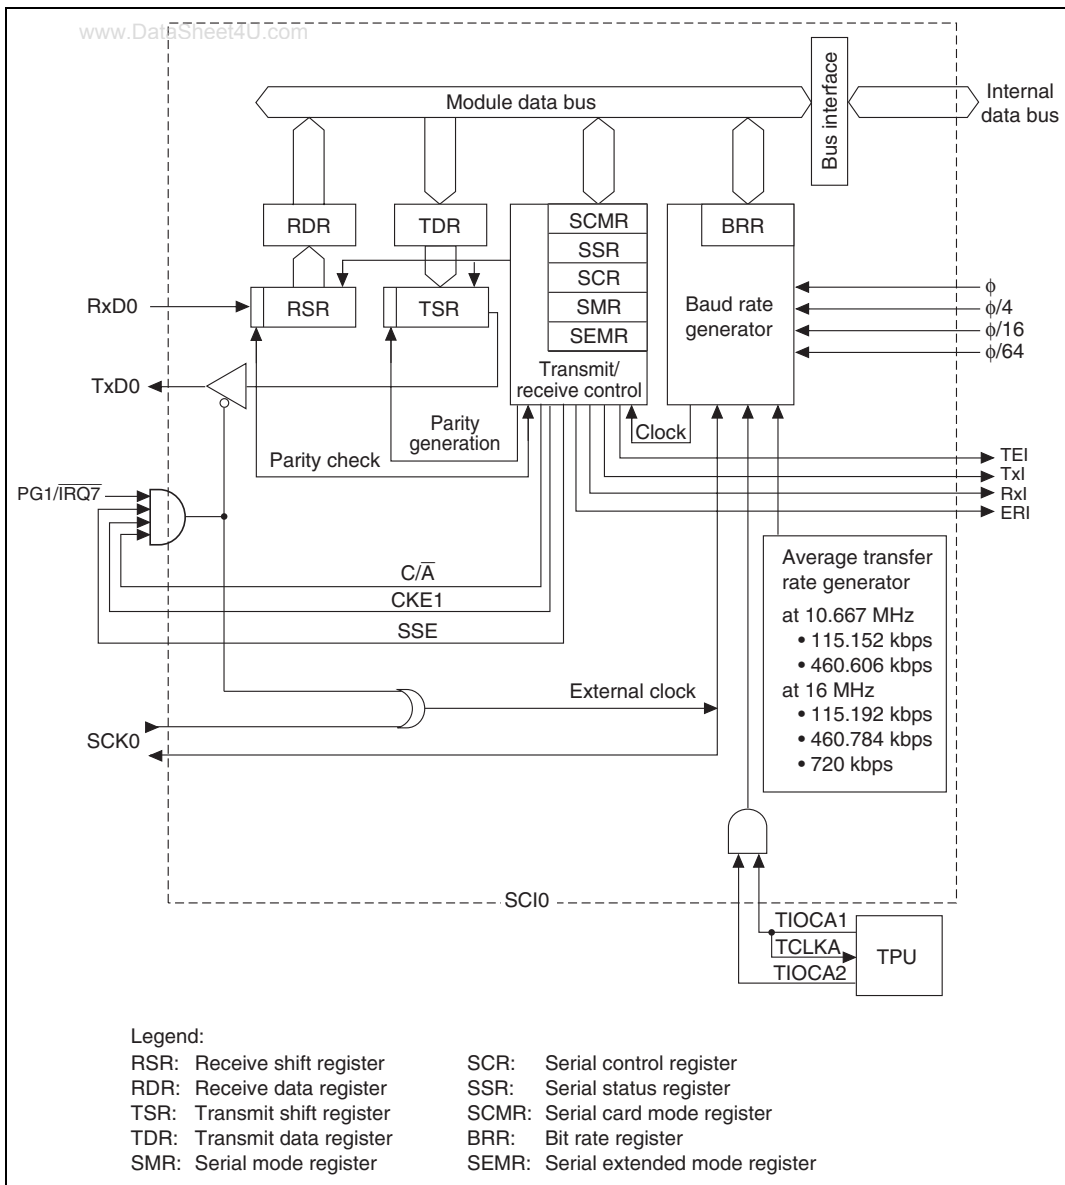 www.DataSheet4U.com
Module data bus
Bus interface
Internal
data bus
RDR
TDR
SCMR
SSR
SCR
SMR
SEMR
Transmit/
receive control
BRR
Baud rate
generator
RxD0
RSR
TSR
φ
φ/4
φ/16
φ/64
TxD0
Parity
generation
Parity check
Clock
TEI
TxI
RxI
ERI
PG1/I̅R̅Q̅7̅
C/A̅
CKE1
SSE
Average transfer
rate generator
at 10.667 MHz
• 115.152 kbps
• 460.606 kbps
at 16 MHz
• 115.192 kbps
• 460.784 kbps
• 720 kbps
External clock
SCK0
SCI0
TIOCA1
TCLKA
TIOCA2
TPU
Legend:
RSR: Receive shift register
RDR: Receive data register
TSR: Transmit shift register
TDR: Transmit data register
SMR: Serial mode register
SCR: Serial control register
SSR: Serial status register
SCMR: Serial card mode register
BRR: Bit rate register
SEMR: Serial extended mode register